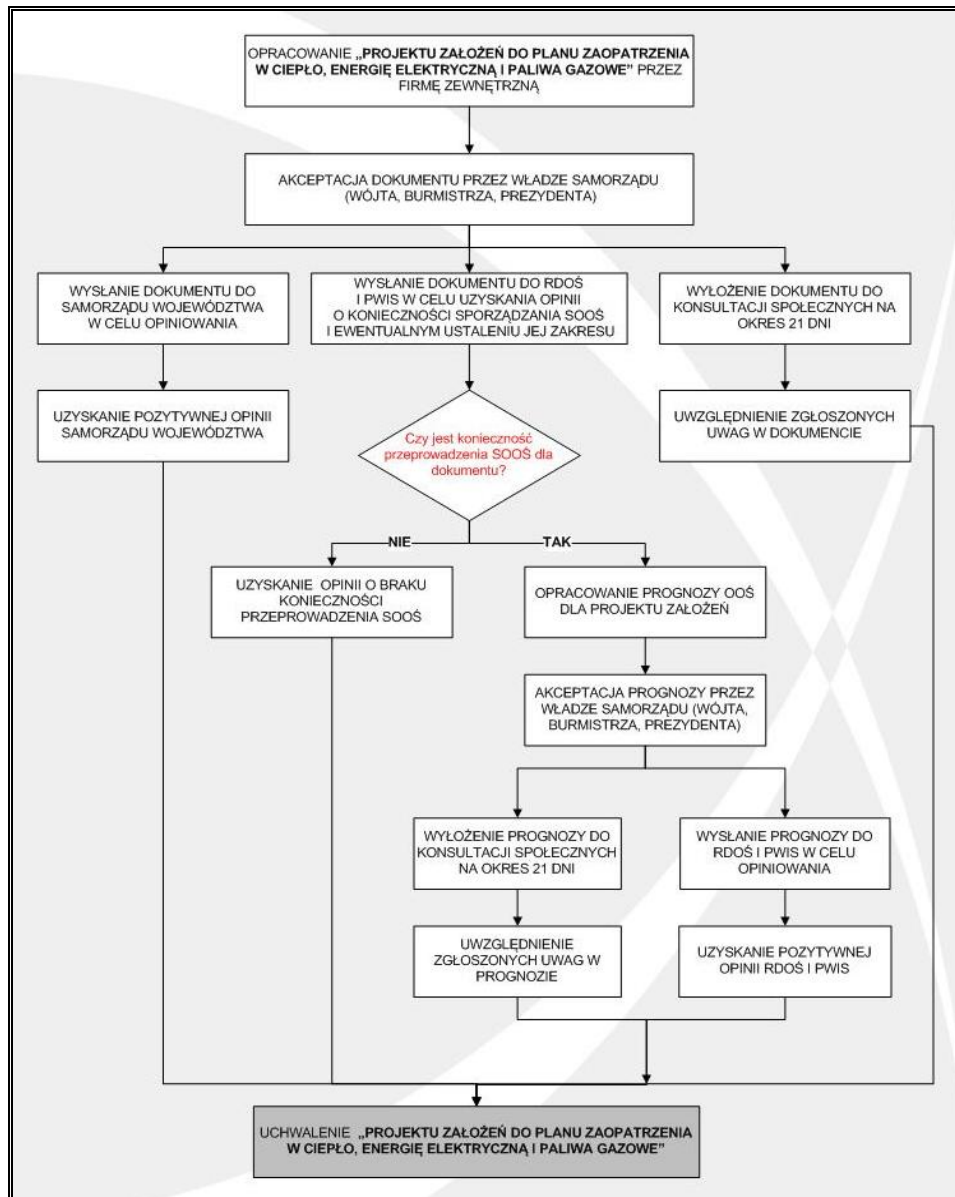 OPRACOWANIE „PROJEKTU ZAŁOŻEŃ DO PLANU ZAOPATRZENIA
W CIEPŁO, ENERGIĘ ELEKTRYCZNĄ I PALIWA GAZOWE” PRZEZ
FIRMĘ ZEWNĘTRZNĄ
AKCEPTACJA DOKUMENTU PRZEZ WŁADZE SAMORZĄDU
(WÓJTA, BURMISTRZA, PREZYDENTA)
WYSŁANIE DOKUMENTU DO
SAMORZĄDU WOJEWÓDZTWA
W CELU OPINIOWANIA
WYSŁANIE DOKUMENTU DO RDOŚ
I PWIS W CELU UZYSKANIA OPINII
O KONIECZNOŚCI SPORZĄDZANIA SOOŚ
I EWENTUALNYM USTALENIU JEJ ZAKRESU
WYŁOŻENIE DOKUMENTU DO
KONSULTACJI SPOŁECZNYCH NA
OKRES 21 DNI
UZYSKANIE POZYTYWNEJ OPINII
SAMORZĄDU WOJEWÓDZTWA
Czy jest konieczność
przeprowadzenia SOOŚ dla
dokumentu?
UWZGLĘDNIENIE ZGŁOSZONYCH
UWAG W DOKUMENCIE
NIE
TAK
UZYSKANIE OPINII O BRAKU
KONIECZNOŚCI
PRZEPROWADZENIA SOOŚ
OPRACOWANIE PROGNOZY OOŚ
DLA PROJEKTU ZAŁOŻEŃ
AKCEPTACJA PROGNOZY PRZEZ
WŁADZE SAMORZĄDU (WÓJTA,
BURMISTRZA, PREZYDENTA)
WYŁOŻENIE PROGNOZY DO
KONSULTACJI SPOŁECZNYCH
NA OKRES 21 DNI
WYSŁANIE PROGNOZY DO
RDOŚ I PWIS W CELU
OPINIOWANIA
UWZGLĘDNIENIE
ZGŁOSZONYCH UWAG W
PROGNOZIE
UZYSKANIE POZYTYWNEJ
OPINII RDOŚ I PWIS
UCHWALENIE „PROJEKTU ZAŁOŻEŃ DO PLANU ZAOPATRZENIA
W CIEPŁO, ENERGIĘ ELEKTRYCZNĄ I PALIWA GAZOWE”